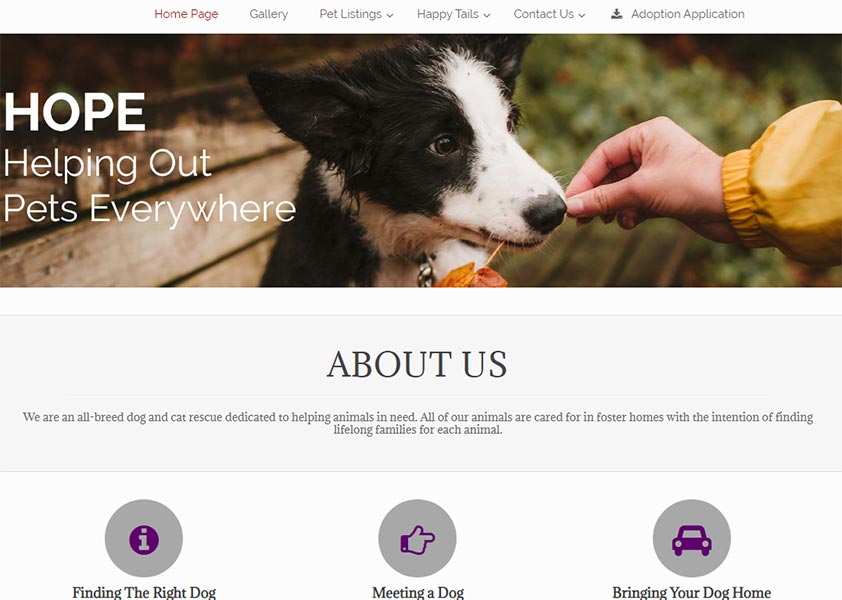 Home Page Gallery Pet Listings Happy Tails Contact Us Adoption Application
HOPE
Helping Out
Pets Everywhere
ABOUT US
We are an all-breed dog and cat rescue dedicated to helping animals in need. All of our animals are cared for in foster homes with the intention of finding
lifelong families for each animal.
Finding The Right Dog Meeting a Dog Bringing Your Dog Home